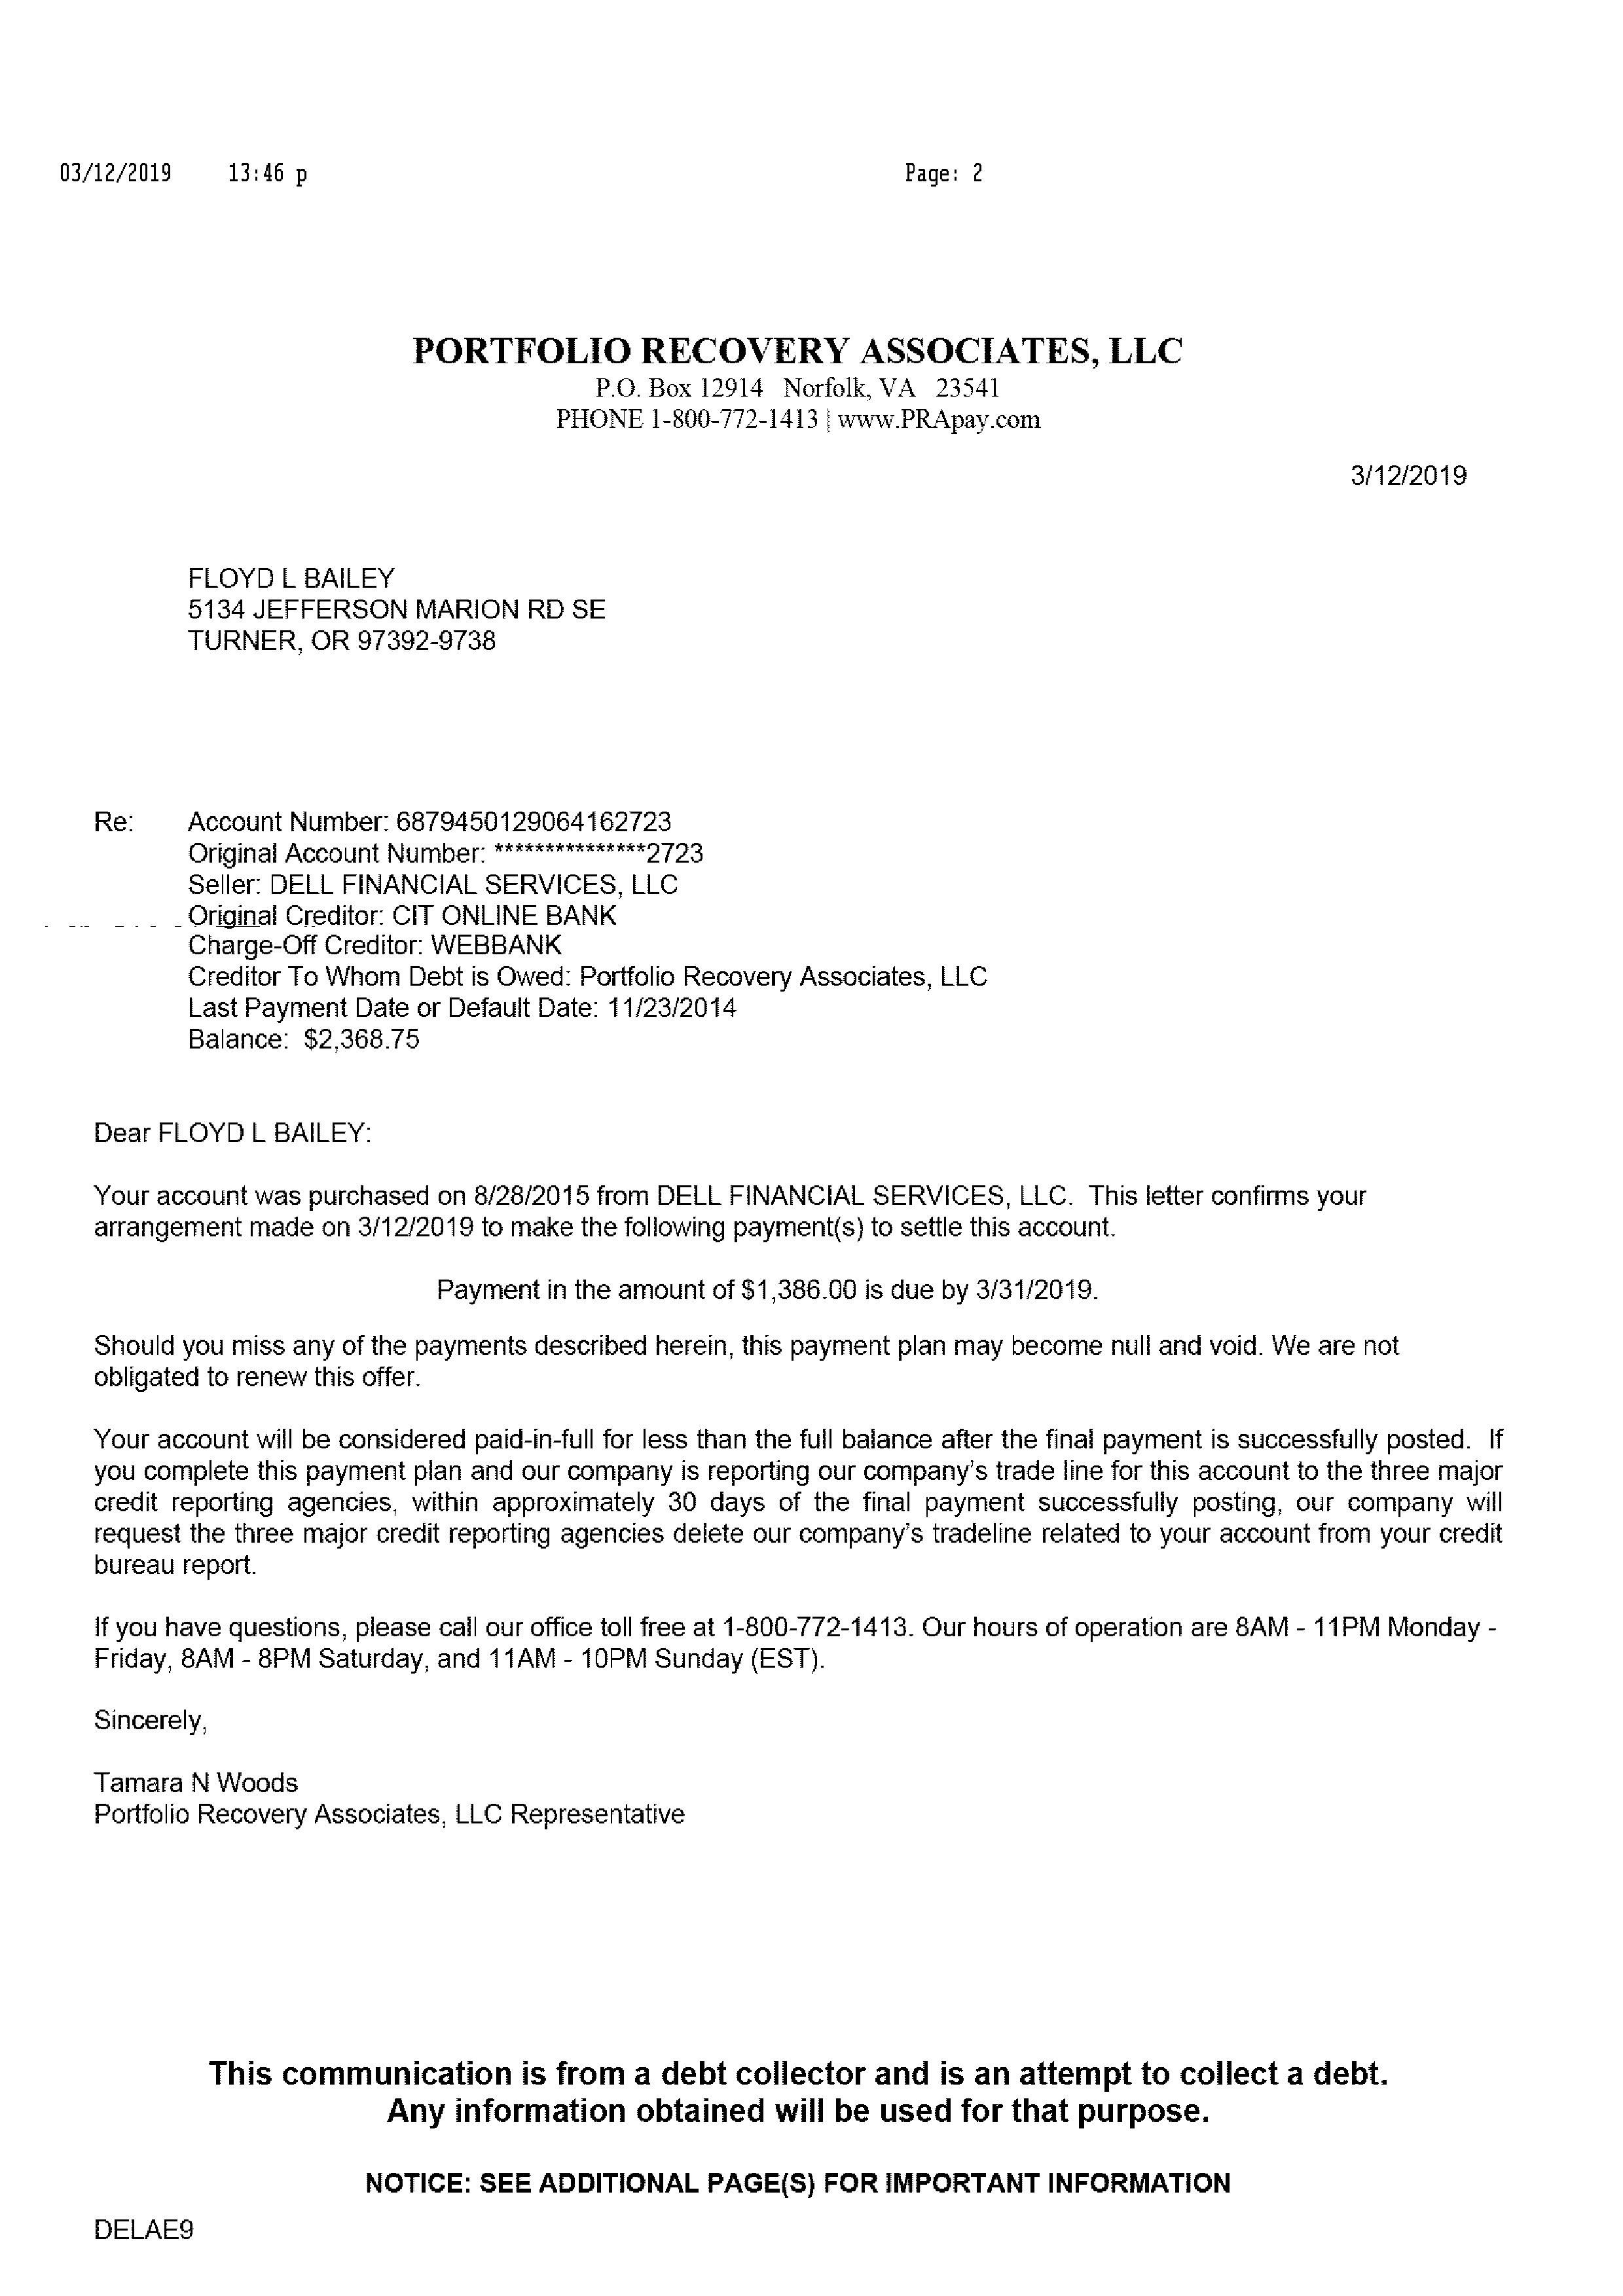 03/12/2019 13:46 p Page: 2
PORTFOLIO RECOVERY ASSOCIATES, LLC
P.O. Box 12914 Norfolk, VA 23541
PHONE 1-800-772-1413 | www.PRApay.com
3/12/2019
FLOYD L BAILEY
5134 JEFFERSON MARION RD SE
TURNER, OR 97392-9738
Re: Account Number: 6879450129064162723
Original Account Number: ***************2723
Seller: DELL FINANCIAL SERVICES, LLC
Original Creditor: CIT ONLINE BANK
Charge-Off Creditor: WEBBANK
Creditor To Whom Debt is Owed: Portfolio Recovery Associates, LLC
Last Payment Date or Default Date: 11/23/2014
Balance: $2,368.75
Dear FLOYD L BAILEY:
Your account was purchased on 8/28/2015 from DELL FINANCIAL SERVICES, LLC. This letter confirms your
arrangement made on 3/12/2019 to make the following payment(s) to settle this account.
Payment in the amount of $1,386.00 is due by 3/31/2019.
Should you miss any of the payments described herein, this payment plan may become null and void. We are not
obligated to renew this offer.
Your account will be considered paid-in-full for less than the full balance after the final payment is successfully posted. If
you complete this payment plan and our company is reporting our company's trade line for this account to the three major
credit reporting agencies, within approximately 30 days of the final payment successfully posting, our company will
request the three major credit reporting agencies delete our company's tradeline related to your account from your credit
bureau report.
If you have questions, please call our office toll free at 1-800-772-1413. Our hours of operation are 8AM - 11PM Monday -
Friday, 8AM - 8PM Saturday, and 11AM - 10PM Sunday (EST).
Sincerely,
Tamara N Woods
Portfolio Recovery Associates, LLC Representative
This communication is from a debt collector and is an attempt to collect a debt.
Any information obtained will be used for that purpose.
NOTICE: SEE ADDITIONAL PAGE(S) FOR IMPORTANT INFORMATION
DELAE9